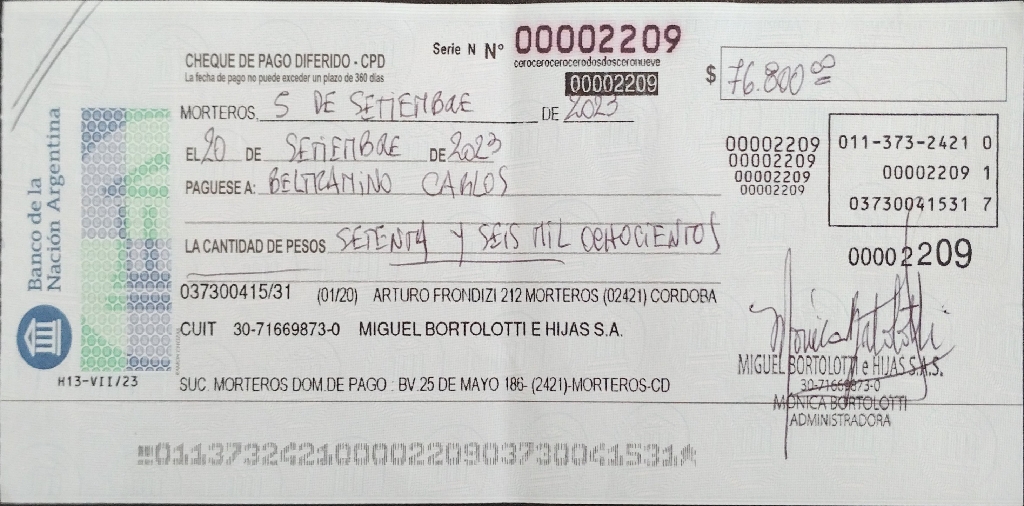 Serie N Nº 00002209
cerocerocerocerodosdosceronueve
00002209
CHEQUE DE PAGO DIFERIDO - CPD
La fecha de pago no puede exceder un plazo de 360 días
$ 76.800 00
MORTEROS, 5 DE SETIEMBRE DE 2023
EL 20 DE SETIEMBRE DE 2023
PAGUESE A: BELTRAMINO CARLOS
LA CANTIDAD DE PESOS SETENTA Y SEIS MIL OCHOCIENTOS
00002209
00002209
00002209
00002209
011-373-2421 0
00002209 1
03730041531 7
00002209
Banco de la
Nación Argentina
H13-VII/23
037300415/31 (01/20) ARTURO FRONDIZI 212 MORTEROS (02421) CORDOBA
CUIT 30-71669873-0 MIGUEL BORTOLOTTI E HIJAS S.A.
SUC. MORTEROS DOM.DE PAGO : BV.25 DE MAYO 186- (2421)-MORTEROS-CD
Monica Bortolotti
MIGUEL BORTOLOTTI e HIJAS S.A.S.
30-71669873-0
MONICA BORTOLOTTI
ADMINISTRADORA
01137324210000220903730041531